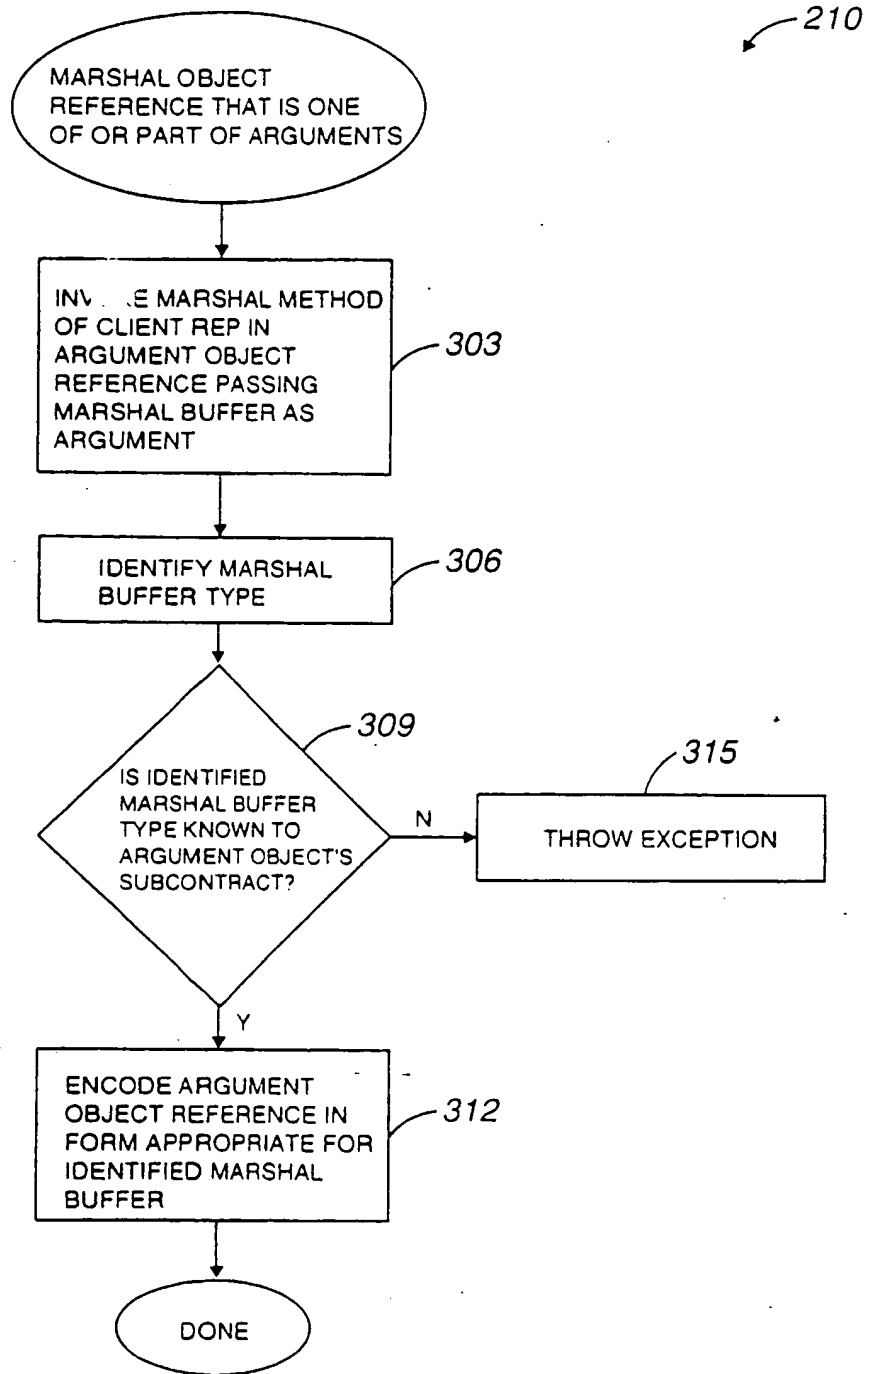 210
MARSHAL OBJECT
REFERENCE THAT IS ONE
OF OR PART OF ARGUMENTS
MARSHAL METHOD
OF CLIENT REP IN
ARGUMENT OBJECT
REFERENCE PASSING
MARSHAL BUFFER AS
ARGUMENT
303
IDENTIFY MARSHAL
BUFFER TYPE
306
309
IS IDENTIFIED
MARSHAL BUFFER
TYPE KNOWN TO
ARGUMENT OBJECT'S
SUBCONTRACT?
N
315
THROW EXCEPTION
Y
ENCODE ARGUMENT
OBJECT REFERENCE IN
FORM APPROPRIATE FOR
IDENTIFIED MARSHAL
BUFFER
312
DONE